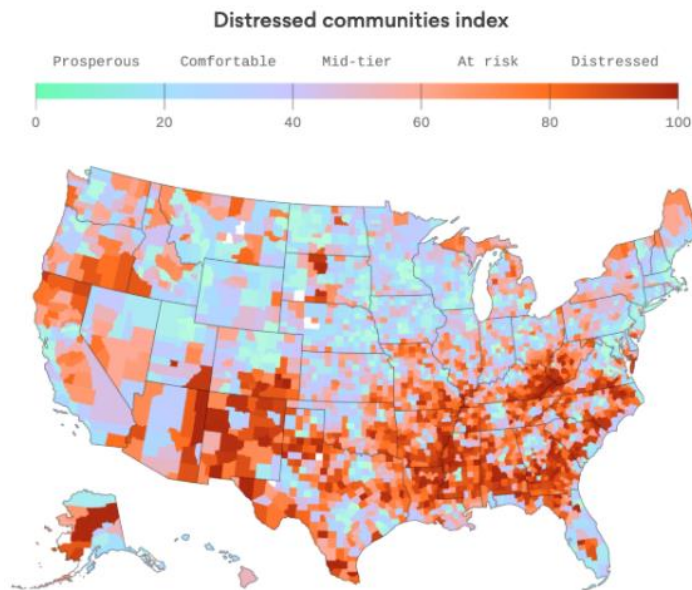 Distressed communities index
Prosperous Comfortable Mid-tier At risk Distressed
0 20 40 60 80 100